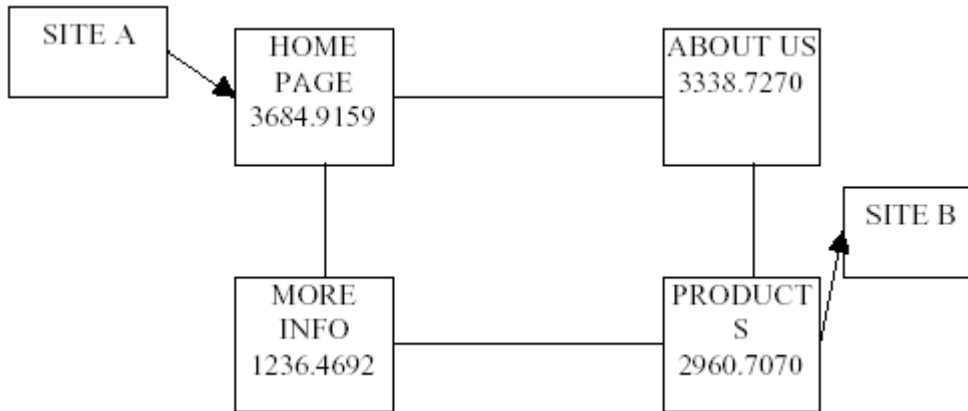 SITE A
HOME
PAGE
3684.9159
ABOUT US
3338.7270
SITE B
MORE
INFO
1236.4692
PRODUCT
S
2960.7070